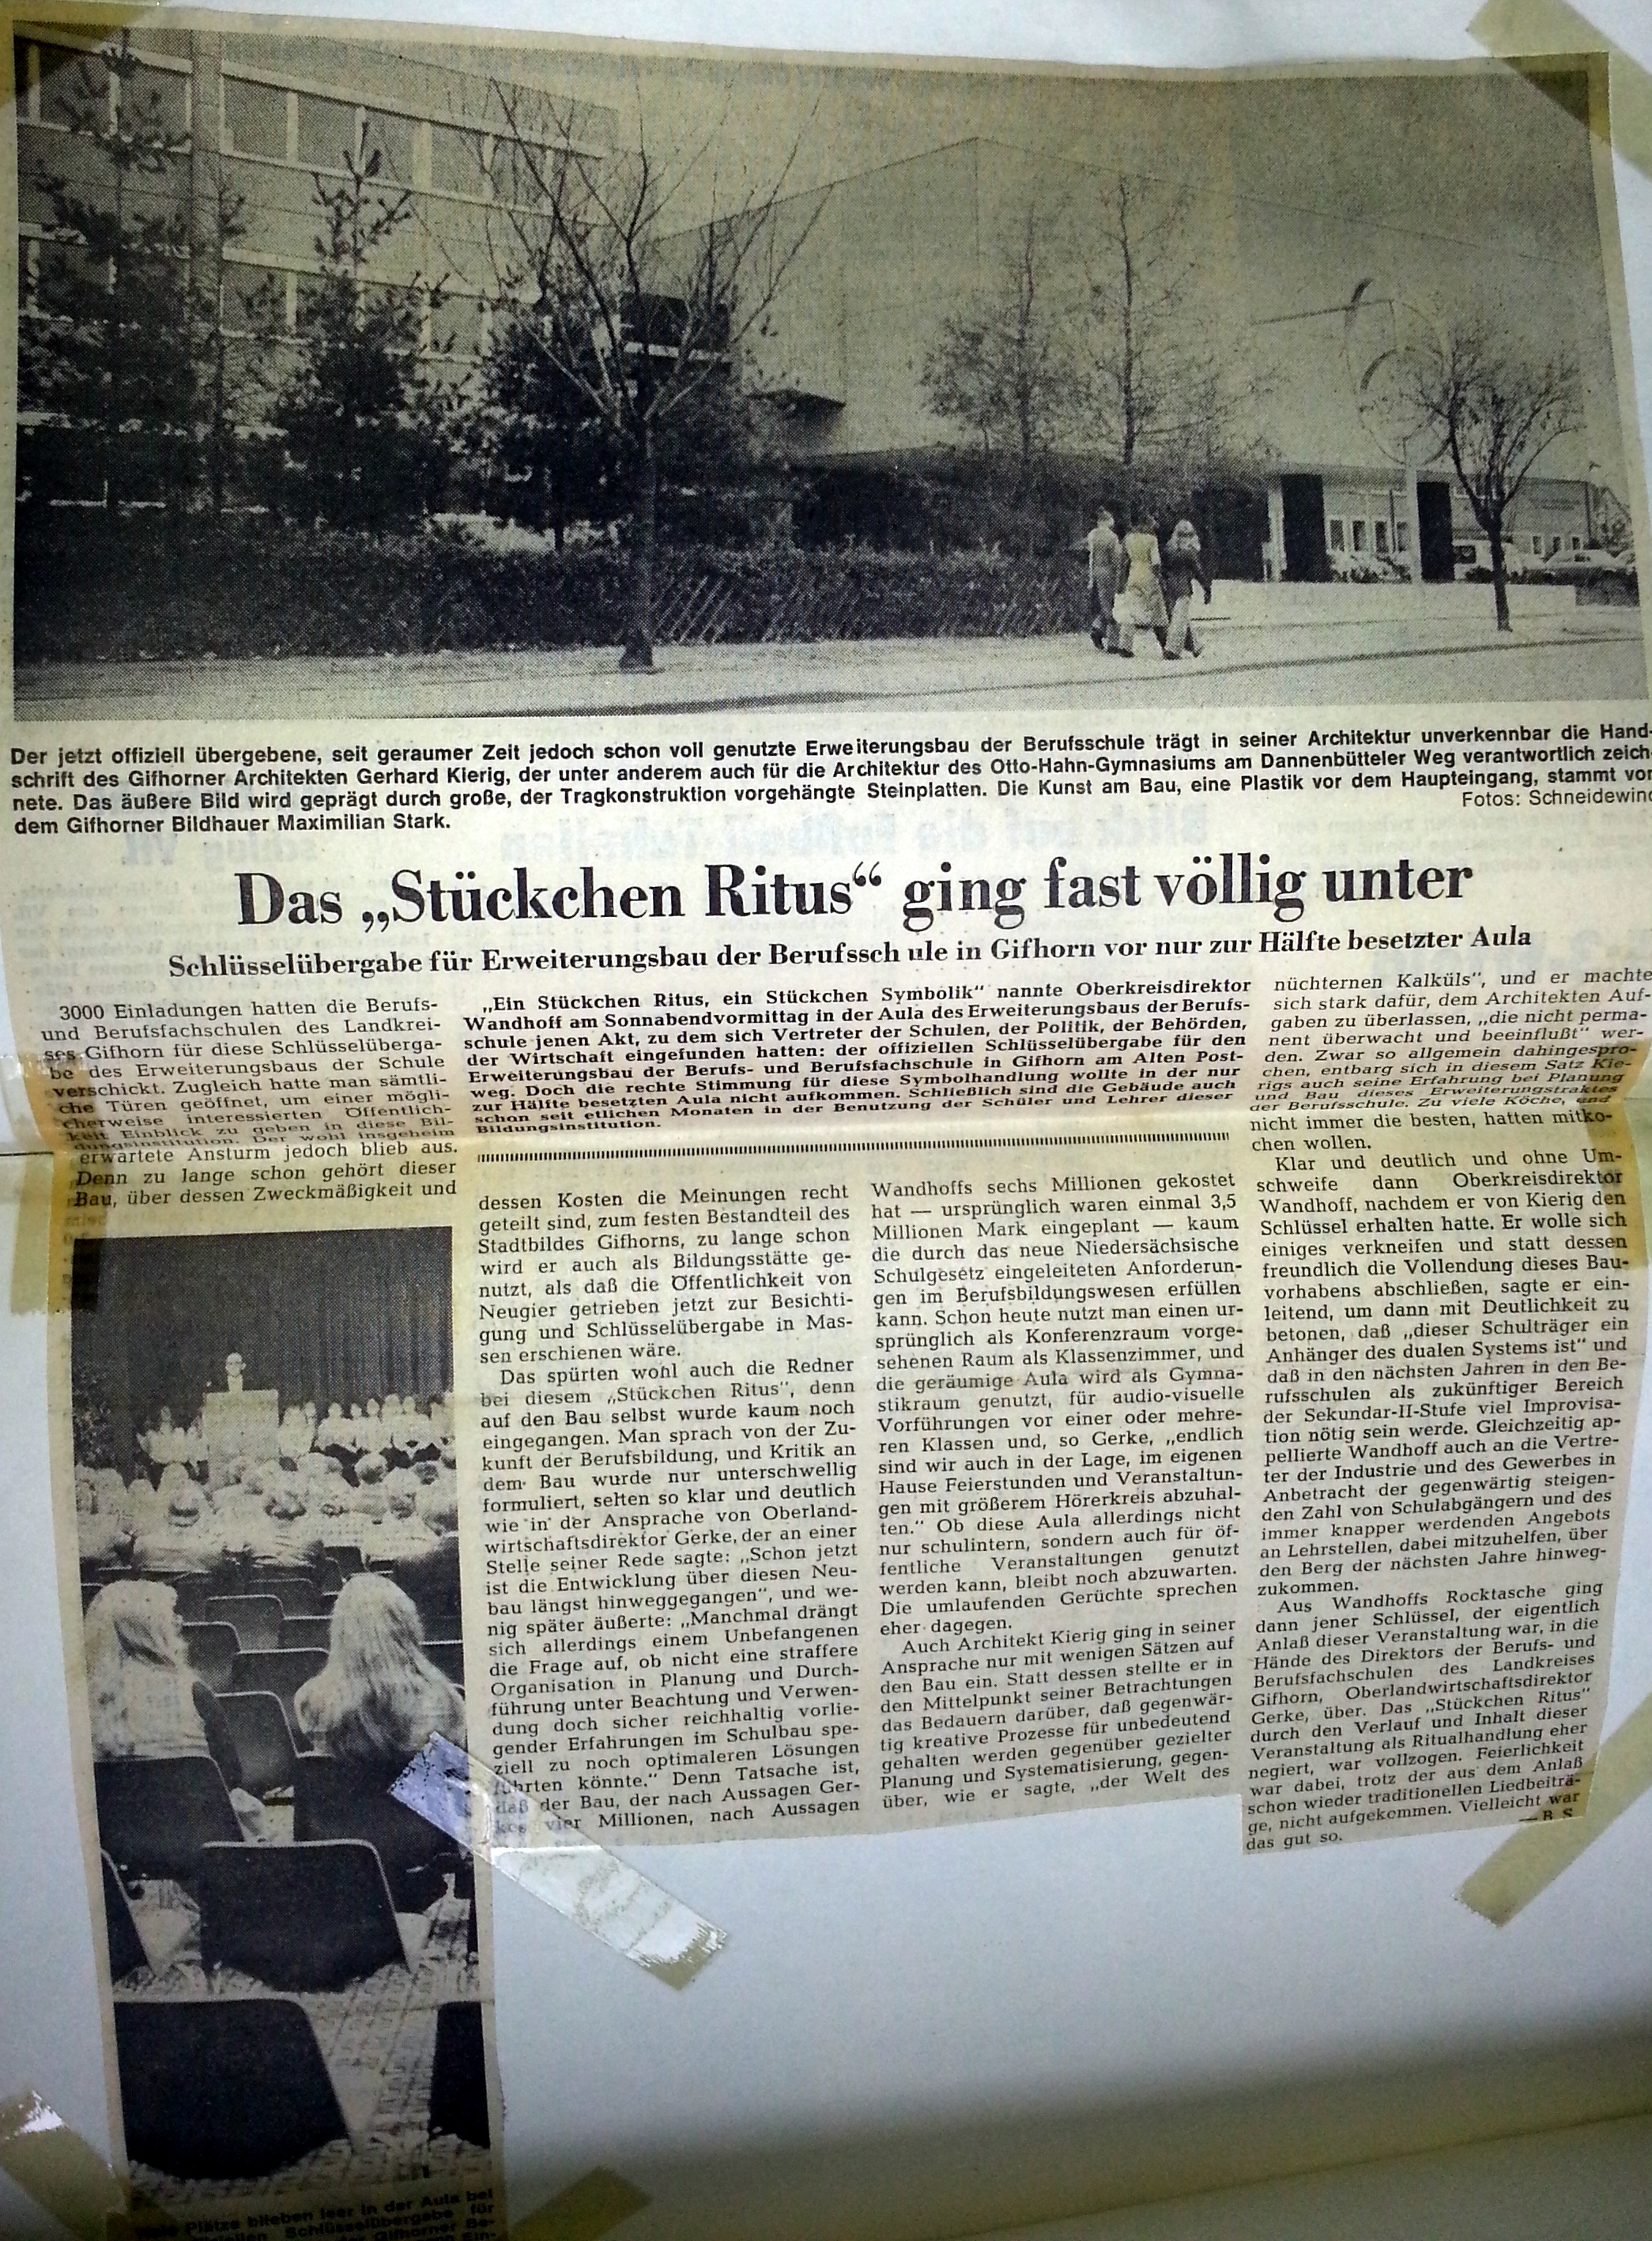 Der jetzt offiziell übergebene, seit geraumer Zeit jedoch schon voll genutzte Erweiterungsbau der Berufsschule trägt in seiner Architektur unverkennbar die Hand-
schrift des Gifhorner Architekten Gerhard Kierig, der unter anderem auch für die Architektur des Otto-Hahn-Gymnasiums am Dannenbütteler Weg verantwortlich zeich-
nete. Das äußere Bild wird geprägt durch große, der Tragkonstruktion vorgehängte Steinplatten. Die Kunst am Bau, eine Plastik vor dem Haupteingang, stammt von
dem Gifhorner Bildhauer Maximilian Stark.
Fotos: Schneidewind
Das „Stückchen Ritus“ ging fast völlig unter
Schlüsselübergabe für Erweiterungsbau der Berufssch ule in Gifhorn vor nur zur Hälfte besetzter Aula
3000 Einladungen hatten die Berufs-
und Berufsfachschulen des Landkrei-
ses Gifhorn für diese Schlüsselüberga-
be des Erweiterungsbaus der Schule
verschickt. Zugleich hatte man sämtli-
che Türen geöffnet, um einer mögli-
cherweise interessierten Öffentlich-
keit Einblick zu geben in diese Bil-
dungsinstitution. Der wohl insgeheim
erwartete Ansturm jedoch blieb aus.
Denn zu lange schon gehört dieser
Bau, über dessen Zweckmäßigkeit und
„Ein Stückchen Ritus, ein Stückchen Symbolik“ nannte Oberkreisdirektor
Wandhoff am Sonnabendvormittag in der Aula des Erweiterungsbaus der Berufs-
schule jenen Akt, zu dem sich Vertreter der Schulen, der Politik, der Behörden,
der Wirtschaft eingefunden hatten: der offiziellen Schlüsselübergabe für den
Erweiterungsbau der Berufs- und Berufsfachschule in Gifhorn am Alten Post-
weg. Doch die rechte Stimmung für diese Symbolhandlung wollte in der nur
zur Hälfte besetzten Aula nicht aufkommen. Schließlich sind die Gebäude auch
schon seit etlichen Monaten in der Benutzung der Schüler und Lehrer dieser
Bildungsinstitution.
dessen Kosten die Meinungen recht
geteilt sind, zum festen Bestandteil des
Stadtbildes Gifhorns, zu lange schon
wird er auch als Bildungsstätte ge-
nutzt, als daß die Öffentlichkeit von
Neugier getrieben jetzt zur Besichti-
gung und Schlüsselübergabe in Mas-
sen erschienen wäre.
Das spürten wohl auch die Redner
bei diesem „Stückchen Ritus“, denn
auf den Bau selbst wurde kaum noch
eingegangen. Man sprach von der Zu-
kunft der Berufsbildung, und Kritik an
dem Bau wurde nur unterschwellig
formuliert, selten so klar und deutlich
wie in der Ansprache von Oberland-
wirtschaftsdirektor Gerke, der an einer
Stelle seiner Rede sagte: „Schon jetzt
ist die Entwicklung über diesen Neu-
bau längst hinweggegangen“, und we-
nig später äußerte: „Manchmal drängt
sich allerdings einem Unbefangenen
die Frage auf, ob nicht eine straffere
Organisation in Planung und Durch-
führung unter Beachtung und Verwen-
dung doch sicher reichhaltig vorlie-
gender Erfahrungen im Schulbau spe-
ziell zu noch optimaleren Lösungen
führten könnte.“ Denn Tatsache ist,
daß der Bau, der nach Aussagen Ger-
kes vier Millionen, nach Aussagen
Wandhoffs sechs Millionen gekostet
hat — ursprünglich waren einmal 3,5
Millionen Mark eingeplant — kaum
die durch das neue Niedersächsische
Schulgesetz eingeleiteten Anforderun-
gen im Berufsbildungswesen erfüllen
kann. Schon heute nutzt man einen ur-
sprünglich als Konferenzraum vorge-
sehenen Raum als Klassenzimmer, und
die geräumige Aula wird als Gymna-
stikraum genutzt, für audio-visuelle
Vorführungen vor einer oder mehre-
ren Klassen und, so Gerke, „endlich
sind wir auch in der Lage, im eigenen
Hause Feierstunden und Veranstaltun-
gen mit größerem Hörerkreis abzuhal-
ten.“ Ob diese Aula allerdings nicht
nur schulintern, sondern auch für öf-
fentliche Veranstaltungen genutzt
werden kann, bleibt noch abzuwarten.
Die umlaufenden Gerüchte sprechen
eher dagegen.
Auch Architekt Kierig ging in seiner
Ansprache nur mit wenigen Sätzen auf
den Bau ein. Statt dessen stellte er in
den Mittelpunkt seiner Betrachtungen
das Bedauern darüber, daß gegenwär-
tig kreative Prozesse für unbedeutend
gehalten werden gegenüber gezielter
Planung und Systematisierung, gegen-
über, wie er sagte, „der Welt des
nüchternen Kalküls“, und er machte
sich stark dafür, dem Architekten Auf-
gaben zu überlassen, „die nicht perma-
nent überwacht und beeinflußt“ wer-
den. Zwar so allgemein dahingespro-
chen, entbarg sich in diesem Satz Kie-
rigs auch seine Erfahrung bei Planung
und Bau dieses Erweiterungstraktes
der Berufsschule. Zu viele Köche, und
nicht immer die besten, hatten mitko-
chen wollen.
Klar und deutlich und ohne Um-
schweife dann Oberkreisdirektor
Wandhoff, nachdem er von Kierig den
Schlüssel erhalten hatte. Er wolle sich
einiges verkneifen und statt dessen
freundlich die Vollendung dieses Bau-
vorhabens abschließen, sagte er ein-
leitend, um dann mit Deutlichkeit zu
betonen, daß „dieser Schulträger ein
Anhänger des dualen Systems ist“ und
daß in den nächsten Jahren in den Be-
rufsschulen als zukünftiger Bereich
der Sekundar-II-Stufe viel Improvisa-
tion nötig sein werde. Gleichzeitig ap-
pellierte Wandhoff auch an die Vertre-
ter der Industrie und des Gewerbes in
Anbetracht der gegenwärtig steigen-
den Zahl von Schulabgängern und des
immer knapper werdenden Angebots
an Lehrstellen, dabei mitzuhelfen, über
den Berg der nächsten Jahre hinweg-
zukommen.
Aus Wandhoffs Rocktasche ging
dann jener Schlüssel, der eigentlich
Anlaß dieser Veranstaltung war, in die
Hände des Direktors der Berufs- und
Berufsfachschulen des Landkreises
Gifhorn, Oberlandwirtschaftsdirektor
Gerke, über. Das „Stückchen Ritus“
durch den Verlauf und Inhalt dieser
Veranstaltung als Ritualhandlung eher
negiert, war vollzogen. Feierlichkeit
war dabei, trotz der aus dem Anlaß
schon wieder traditionellen Liedbeiträ-
ge, nicht aufgekommen. Vielleicht war
das gut so.
— B. S.
Viele Plätze blieben leer in der Aula bei
Schlüsselübergabe für
Gifhorner Be-